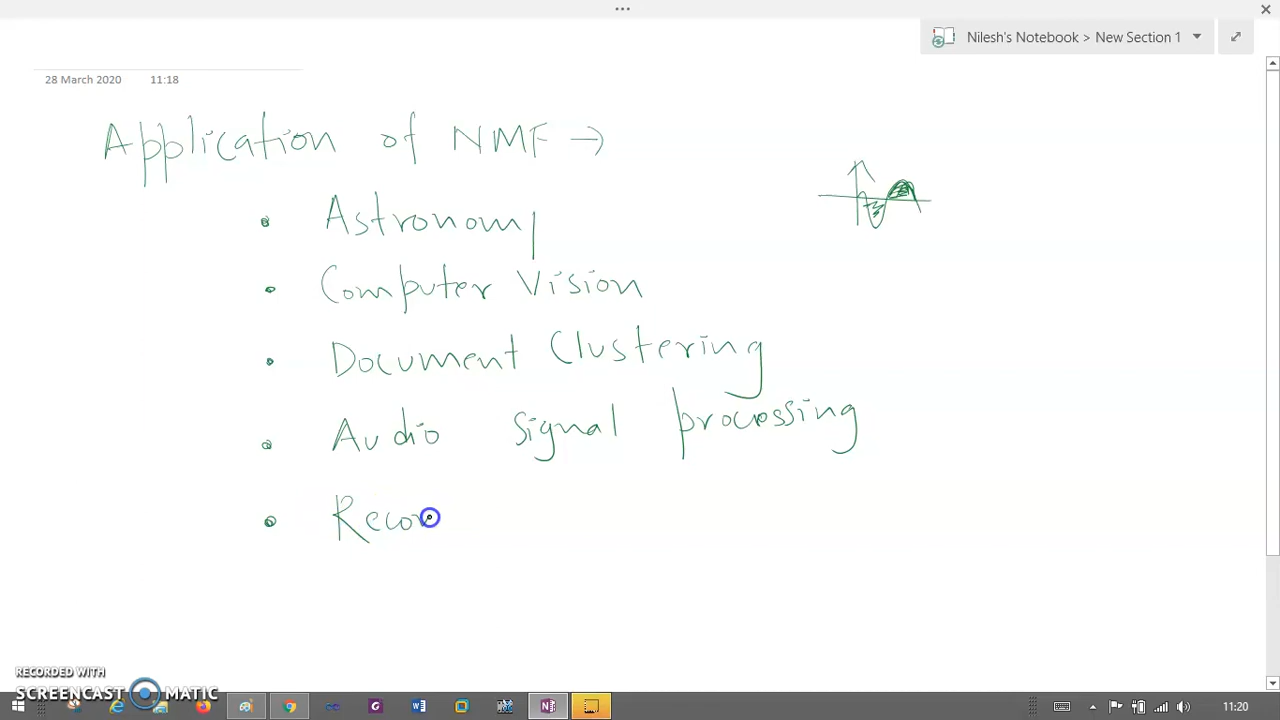 ...
Nilesh's Notebook > New Section 1
28 March 2020 11:18
Application of NMF →
• Astronomy
• Computer Vision
• Document Clustering
• Audio signal processing
• Recom
RECORDED WITH
SCREENCAST MATIC
11:20